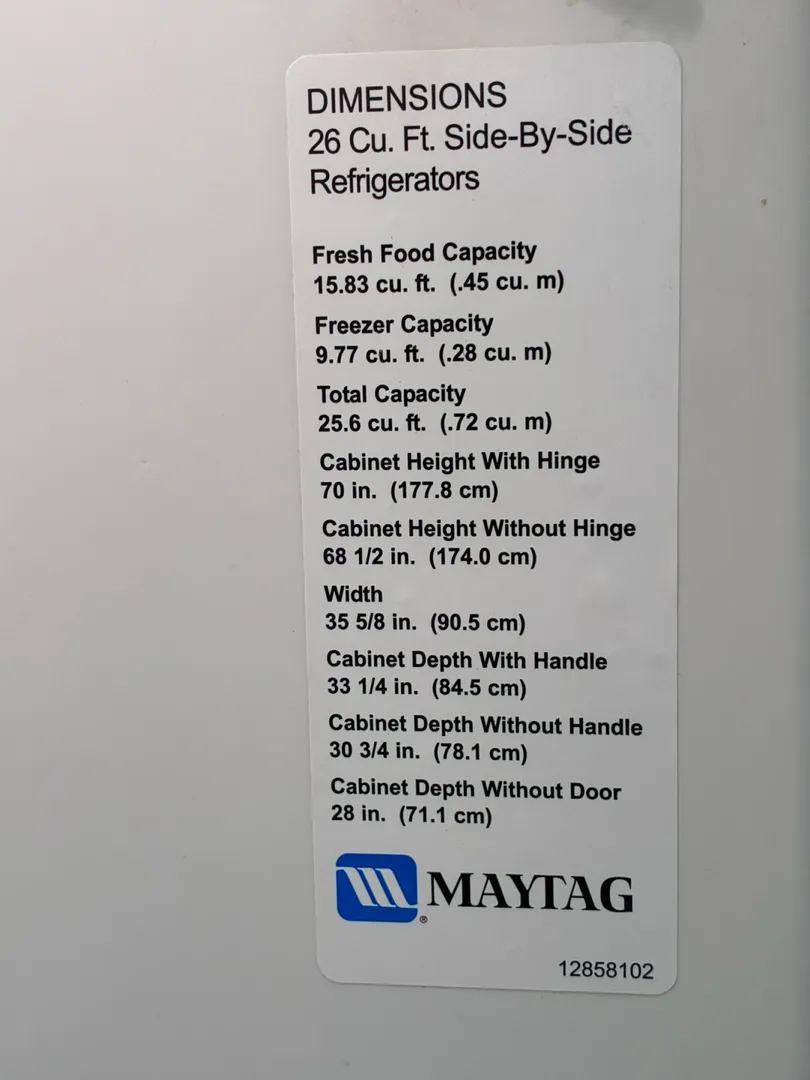 DIMENSIONS
26 Cu. Ft. Side-By-Side
Refrigerators
Fresh Food Capacity
15.83 cu. ft. (.45 cu. m)
Freezer Capacity
9.77 cu. ft. (.28 cu. m)
Total Capacity
25.6 cu. ft. (.72 cu. m)
Cabinet Height With Hinge
70 in. (177.8 cm)
Cabinet Height Without Hinge
68 1/2 in. (174.0 cm)
Width
35 5/8 in. (90.5 cm)
Cabinet Depth With Handle
33 1/4 in. (84.5 cm)
Cabinet Depth Without Handle
30 3/4 in. (78.1 cm)
Cabinet Depth Without Door
28 in. (71.1 cm)
® MAYTAG
12858102